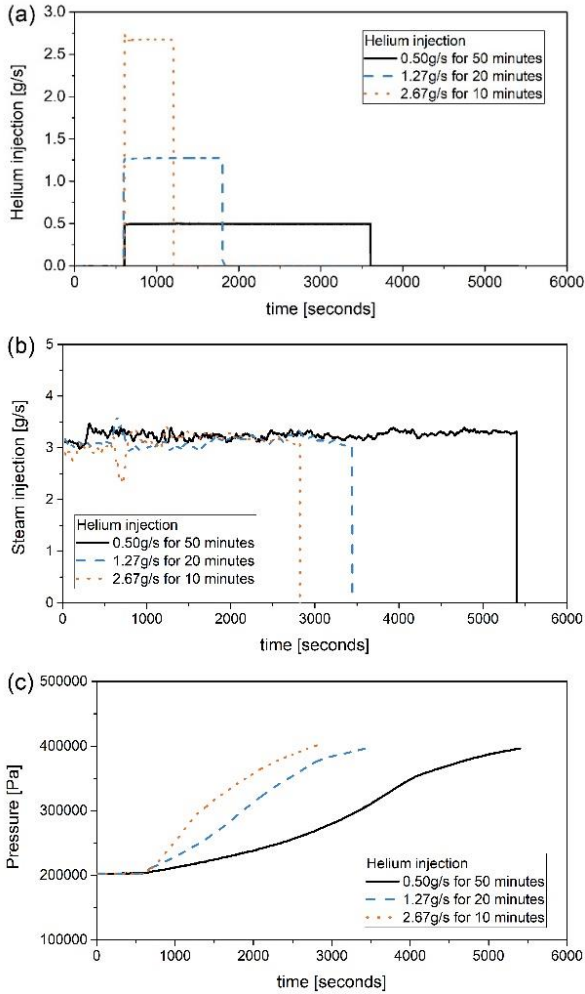 (a)
3.0
2.5
2.0
1.5
1.0
0.5
0.0
Helium injection [g/s]
Helium injection
0.50g/s for 50 minutes
1.27g/s for 20 minutes
2.67g/s for 10 minutes
0 1000 2000 3000 4000 5000 6000
time [seconds]
(b)
5
4
3
2
1
0
Steam injection [g/s]
Helium injection
0.50g/s for 50 minutes
1.27g/s for 20 minutes
2.67g/s for 10 minutes
0 1000 2000 3000 4000 5000 6000
time [seconds]
(c)
500000
400000
300000
200000
100000
Pressure [Pa]
Helium injection
0.50g/s for 50 minutes
1.27g/s for 20 minutes
2.67g/s for 10 minutes
0 1000 2000 3000 4000 5000 6000
time [seconds]